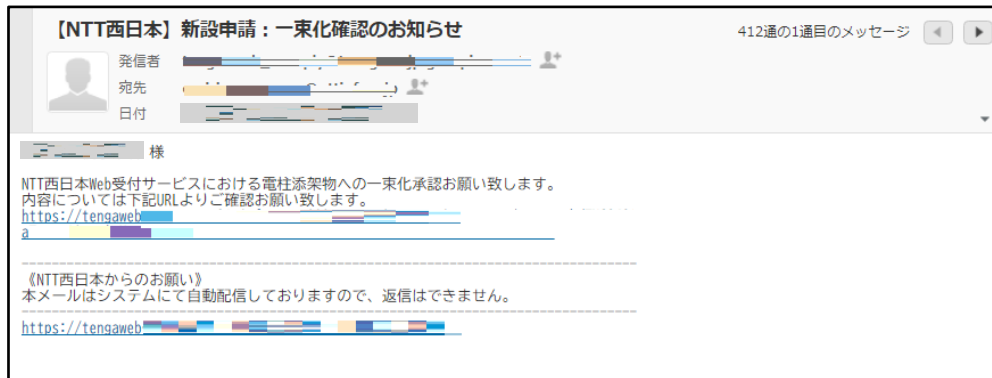 【NTT西日本】新設申請：一束化確認のお知らせ
412通の1通目のメッセージ
発信者
宛先
日付
様
NTT西日本Web受付サービスにおける電柱添架物への一束化承認お願い致します。
内容については下記URLよりご確認お願い致します。
https://tengaweb
a
《NTT西日本からのお願い》
本メールはシステムにて自動配信しておりますので、返信はできません。
https://tengaweb